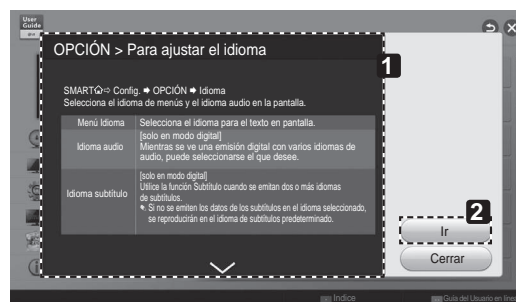 User
Guide
OPCIÓN > Para ajustar el idioma
1
SMART ⇨ Config. ➡ OPCIÓN ➡ Idioma
Selecciona el idioma de menús y el idioma audio en la pantalla.
Menú Idioma Selecciona el idioma para el texto en pantalla.
Idioma audio
[solo en modo digital]
Mientras se ve una emisión digital con varios idiomas de
audio, puede seleccionarse el que desee.
Idioma subtítulo
[solo en modo digital]
Utilice la función Subtítulo cuando se emitan dos o más idiomas
de subtítulos.
Si no se emiten los datos de los subtítulos en el idioma seleccionado,
se reproducirán en el idioma de subtítulos predeterminado.
2
Ir
Cerrar
Indice
Guía del Usuario en línea